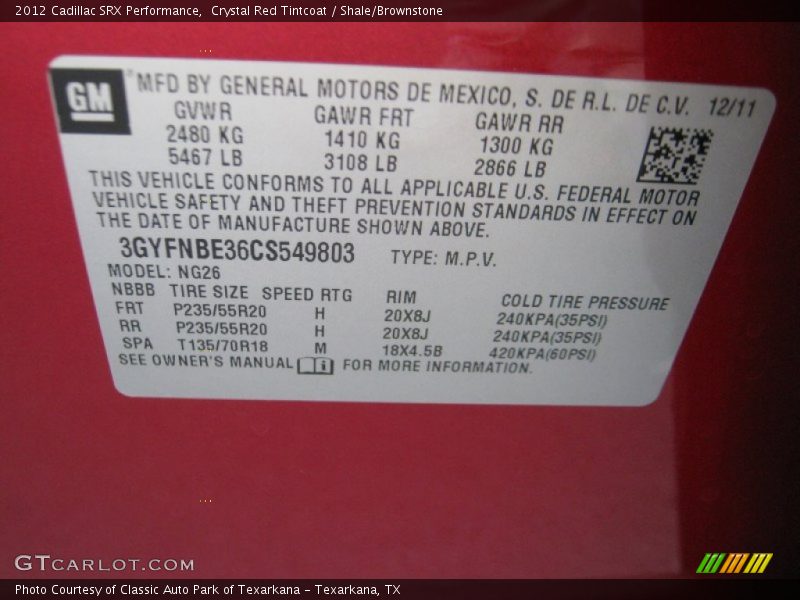 2012 Cadillac SRX Performance,  Crystal Red Tintcoat / Shale/Brownstone
GM
MFD BY GENERAL MOTORS DE MEXICO, S. DE R.L. DE C.V. 12/11
GVWR GAWR FRT GAWR RR
2480 KG 1410 KG 1300 KG
5467 LB 3108 LB 2866 LB
THIS VEHICLE CONFORMS TO ALL APPLICABLE U.S. FEDERAL MOTOR
VEHICLE SAFETY AND THEFT PREVENTION STANDARDS IN EFFECT ON
THE DATE OF MANUFACTURE SHOWN ABOVE.
3GYFNBE36CS549803 TYPE: M.P.V.
MODEL: NG26
NBBB TIRE SIZE SPEED RTG RIM COLD TIRE PRESSURE
FRT P235/55R20 H 20X8J 240KPA(35PSI)
RR P235/55R20 H 20X8J 240KPA(35PSI)
SPA T135/70R18 M 18X4.5B 420KPA(60PSI)
SEE OWNER'S MANUAL FOR MORE INFORMATION.
GTCARLOT.COM
Photo Courtesy of Classic Auto Park of Texarkana - Texarkana, TX